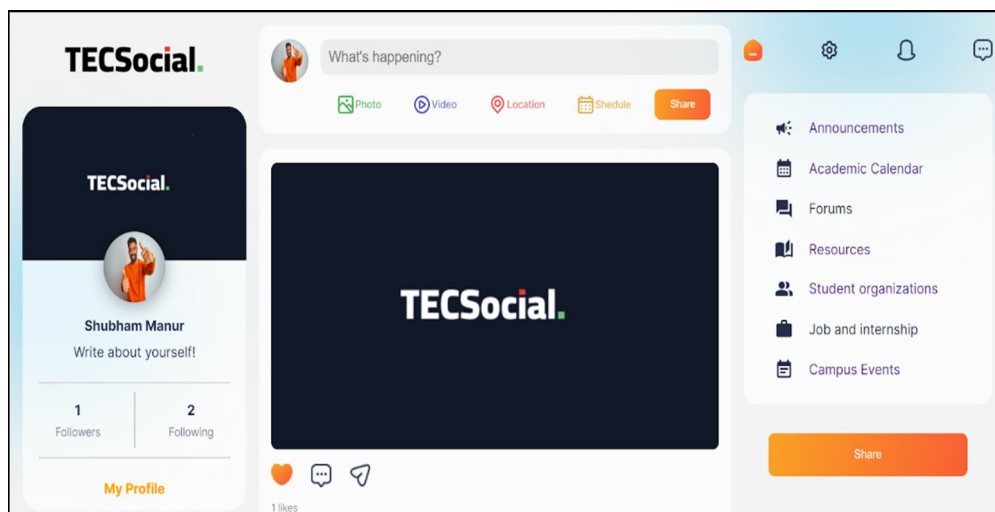 TECSocial.
TECSocial.
Shubham Manur
Write about yourself!
1 2
Followers Following
My Profile
What's happening?
Photo Video Location Shedule Share
TECSocial.
1 likes
Announcements
Academic Calendar
Forums
Resources
Student organizations
Job and internship
Campus Events
Share